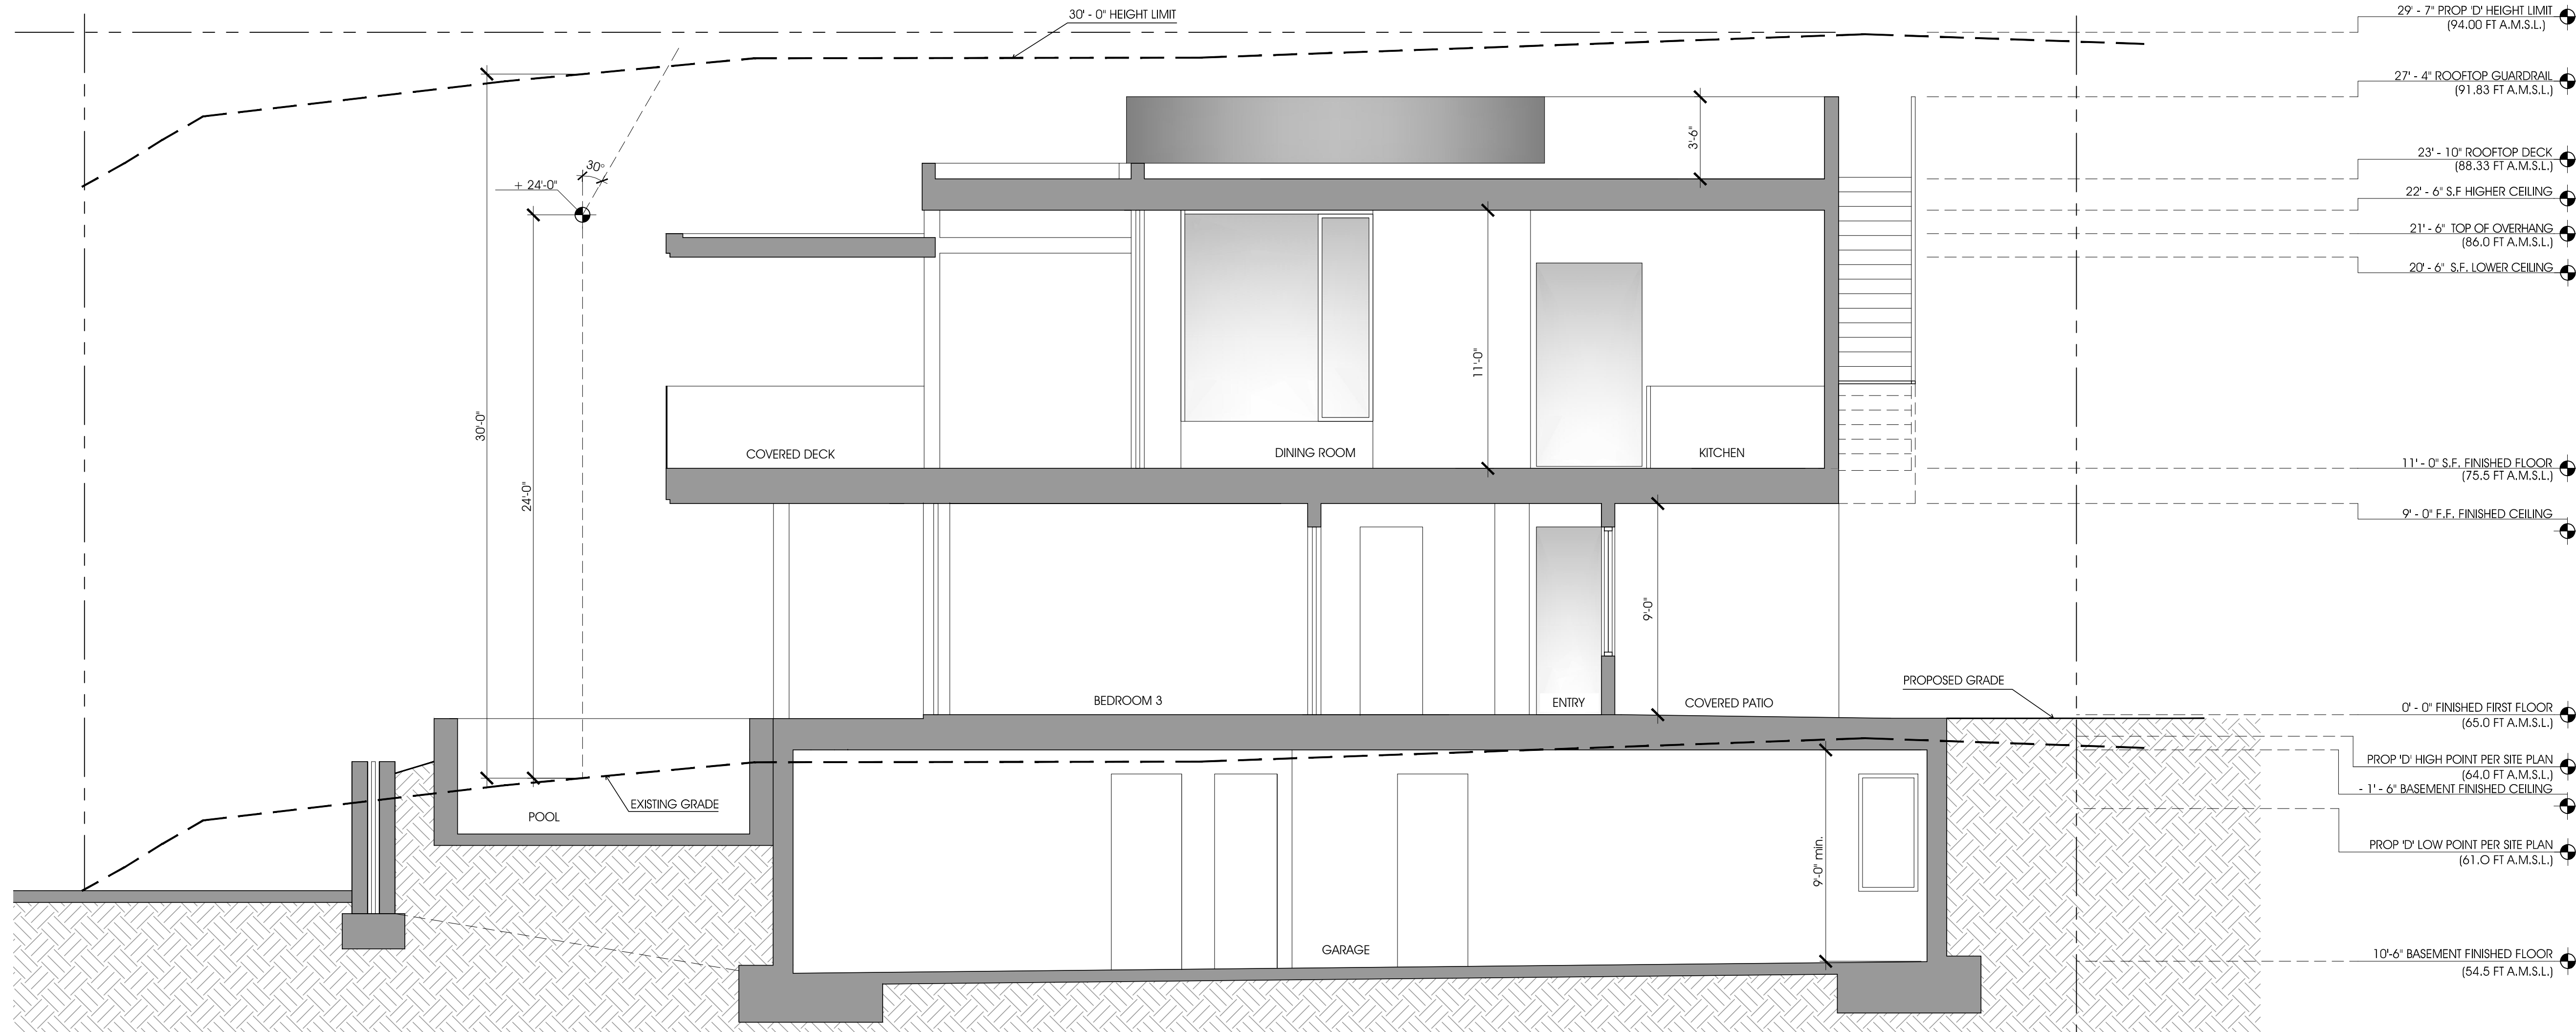 30' - 0" HEIGHT LIMIT
29' - 7" PROP 'D' HEIGHT LIMIT
(94.00 FT A.M.S.L.)
27' - 4" ROOFTOP GUARDRAIL
(91.83 FT A.M.S.L.)
3'-6"
23' - 10" ROOFTOP DECK
(88.33 FT A.M.S.L.)
30°
+ 24'-0"
22' - 6" S.F HIGHER CEILING
21' - 6" TOP OF OVERHANG
(86.0 FT A.M.S.L.)
20' - 6" S.F. LOWER CEILING
11'-0"
30'-0"
24'-0"
COVERED DECK
DINING ROOM
KITCHEN
11' - 0" S.F. FINISHED FLOOR
(75.5 FT A.M.S.L.)
9' - 0" F.F. FINISHED CEILING
9'-0"
PROPOSED GRADE
BEDROOM 3
ENTRY
COVERED PATIO
0' - 0" FINISHED FIRST FLOOR
(65.0 FT A.M.S.L.)
PROP 'D' HIGH POINT PER SITE PLAN
(64.0 FT A.M.S.L.)
- 1' - 6" BASEMENT FINISHED CEILING
EXISTING GRADE
POOL
PROP 'D' LOW POINT PER SITE PLAN
(61.O FT A.M.S.L.)
9'-0" min.
GARAGE
10'-6" BASEMENT FINISHED FLOOR
(54.5 FT A.M.S.L.)